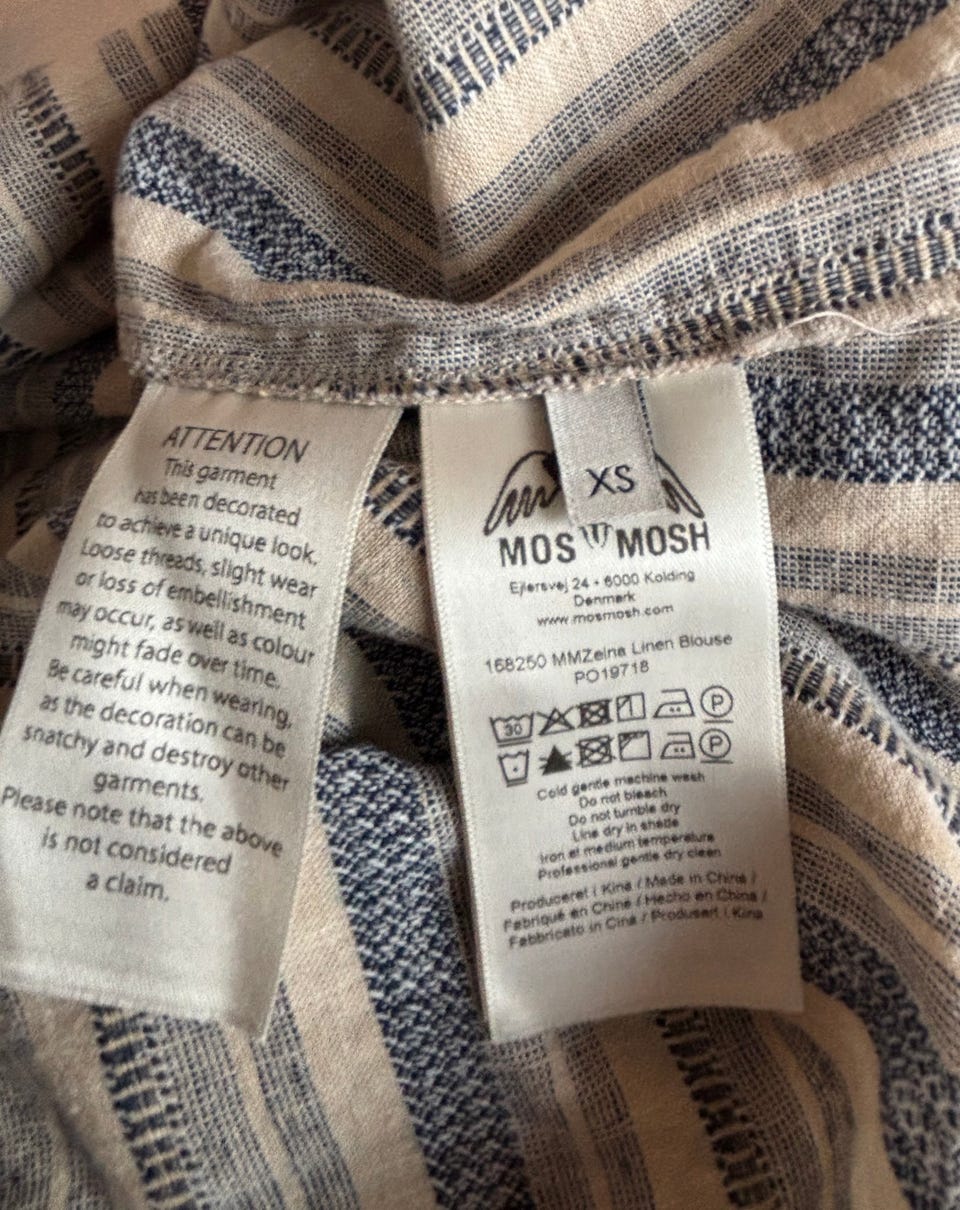 ATTENTION
This garment
has been decorated
to achieve a unique look.
Loose threads, slight wear
or loss of embellishment
may occur, as well as colour
might fade over time.
Be careful when wearing,
as the decoration can be
snatchy and destroy other
garments.
Please note that the above
is not considered
a claim.
XS
MOS MOSH
Ejlersvej 24 - 6000 Kolding
Denmark
www.mosmosh.com
168250 MMZelna Linen Blouse
PO19718
30
P
P
Cold gentle machine wash
Do not bleach
Do not tumble dry
Line dry in shade
Iron at medium temperature
Professional gentle dry clean
Produceret i Kina / Made in China /
Fabriqué en Chine / Hecho en China /
Fabbricato in Cina / Produsert i Kina